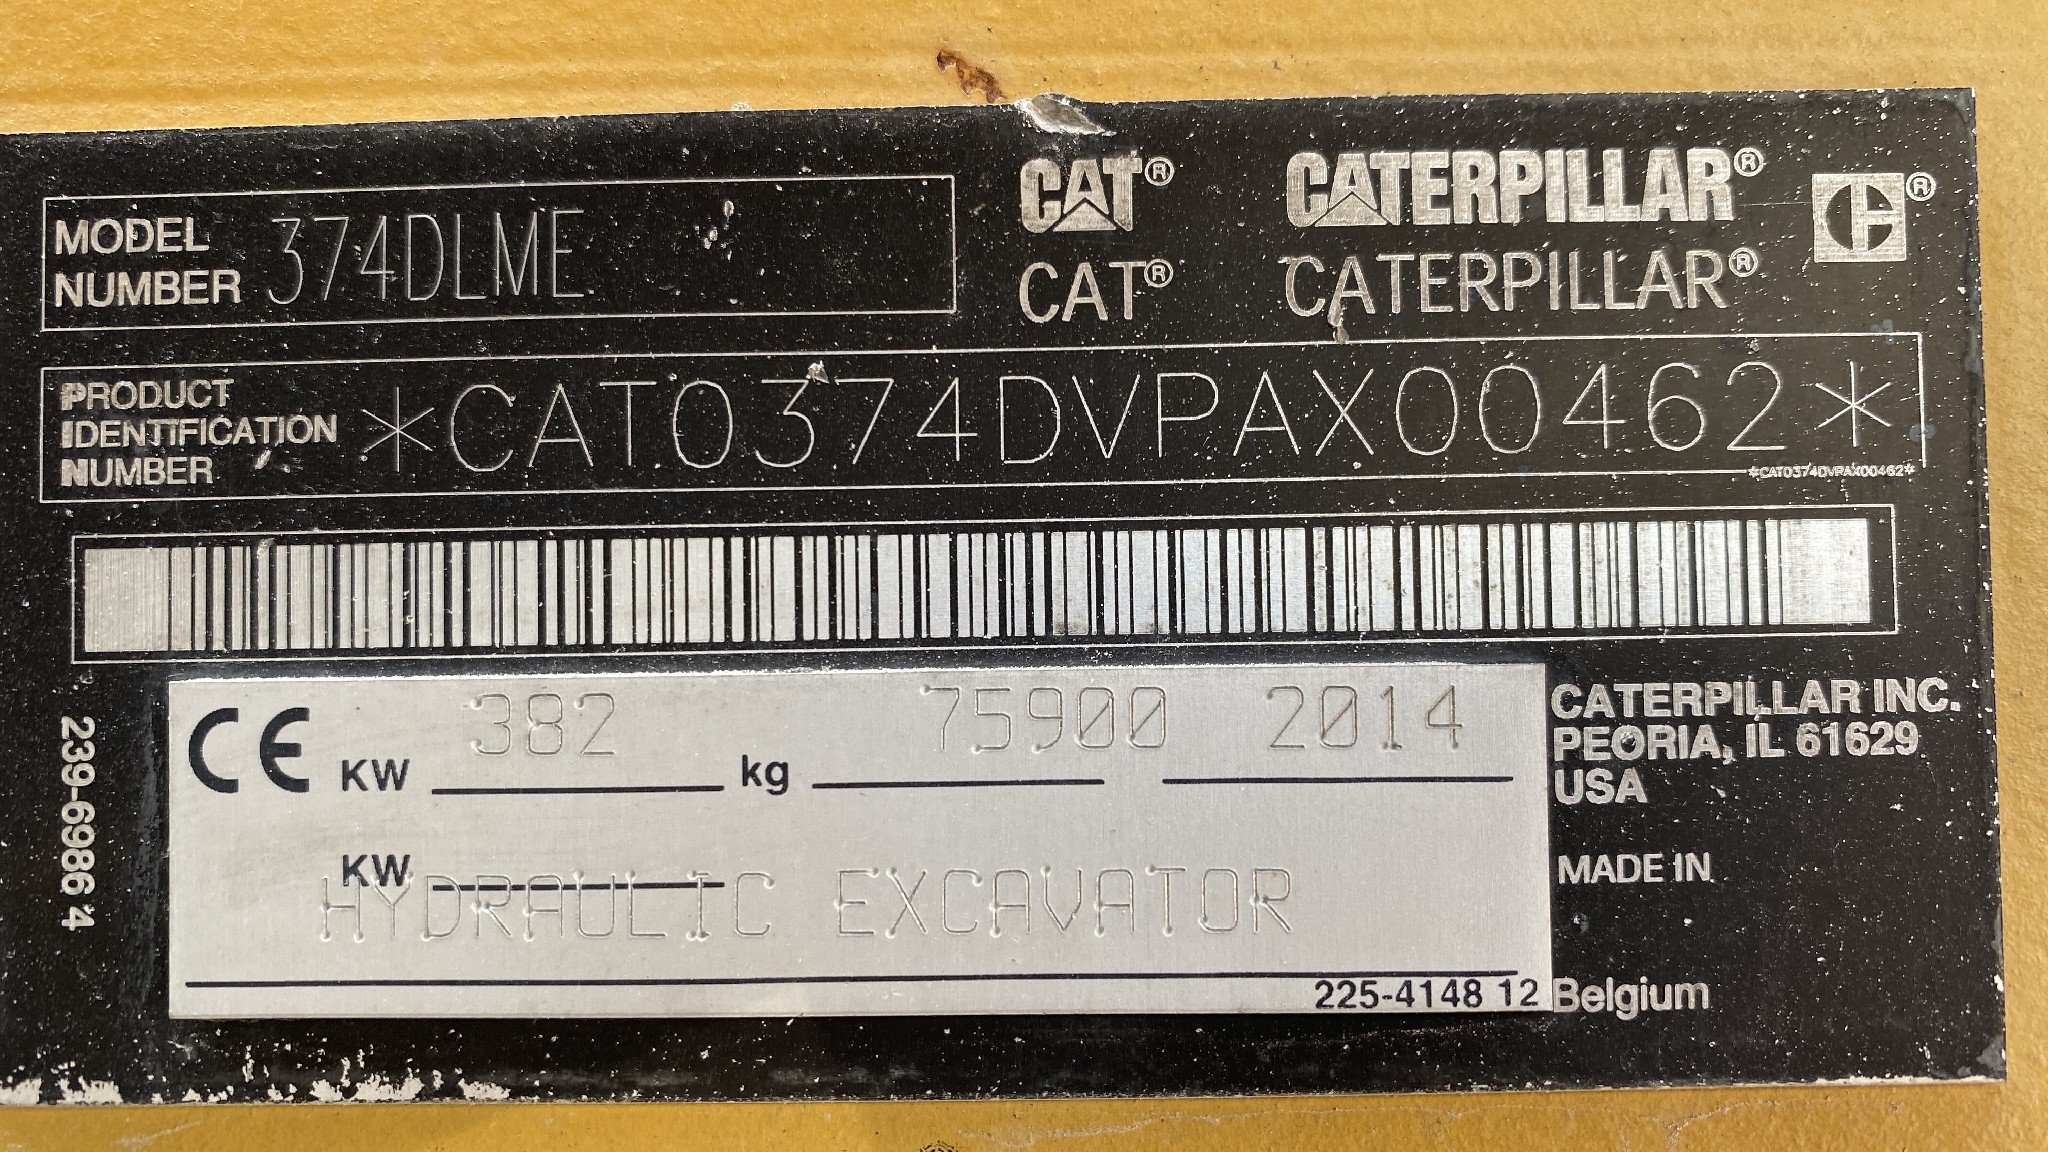 MODEL NUMBER 374DLME
CAT® CATERPILLAR® ®
CAT® CATERPILLAR®
PRODUCT IDENTIFICATION NUMBER *CAT0374DVPAX00462*
*CAT0374DVPAX00462*
239-6986 4
CE KW 382 kg 75900 2014
KW
HYDRAULIC EXCAVATOR
225-4148 12
CATERPILLAR INC.
PEORIA, IL 61629
USA
MADE IN
Belgium